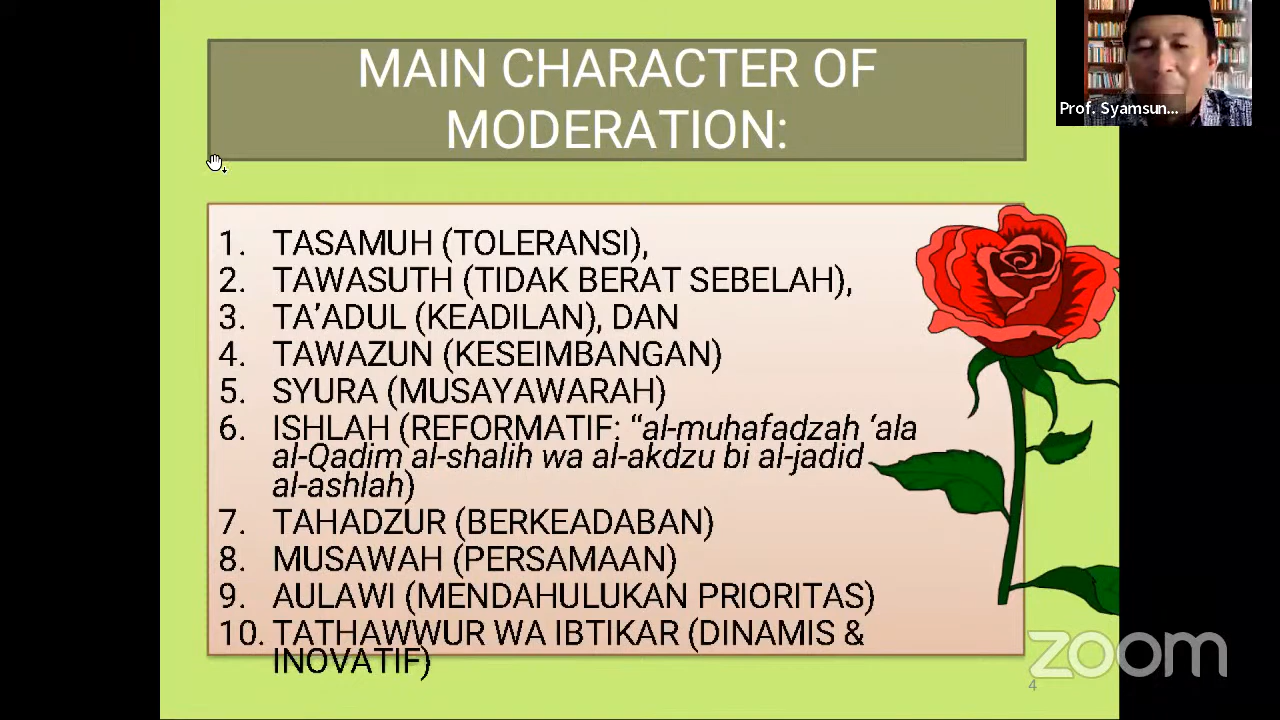 MAIN CHARACTER OF
MODERATION:
Prof. Syamsun...
1. TASAMUH (TOLERANSI),
2. TAWASUTH (TIDAK BERAT SEBELAH),
3. TA’ADUL (KEADILAN), DAN
4. TAWAZUN (KESEIMBANGAN)
5. SYURA (MUSAYAWARAH)
6. ISHLAH (REFORMATIF: “al-muhafadzah ‘ala
al-Qadim al-shalih wa al-akdzu bi al-jadid
al-ashlah)
7. TAHADZUR (BERKEADABAN)
8. MUSAWAH (PERSAMAAN)
9. AULAWI (MENDAHULUKAN PRIORITAS)
10. TATHAWWUR WA IBTIKAR (DINAMIS &
INOVATIF)
zoom
4